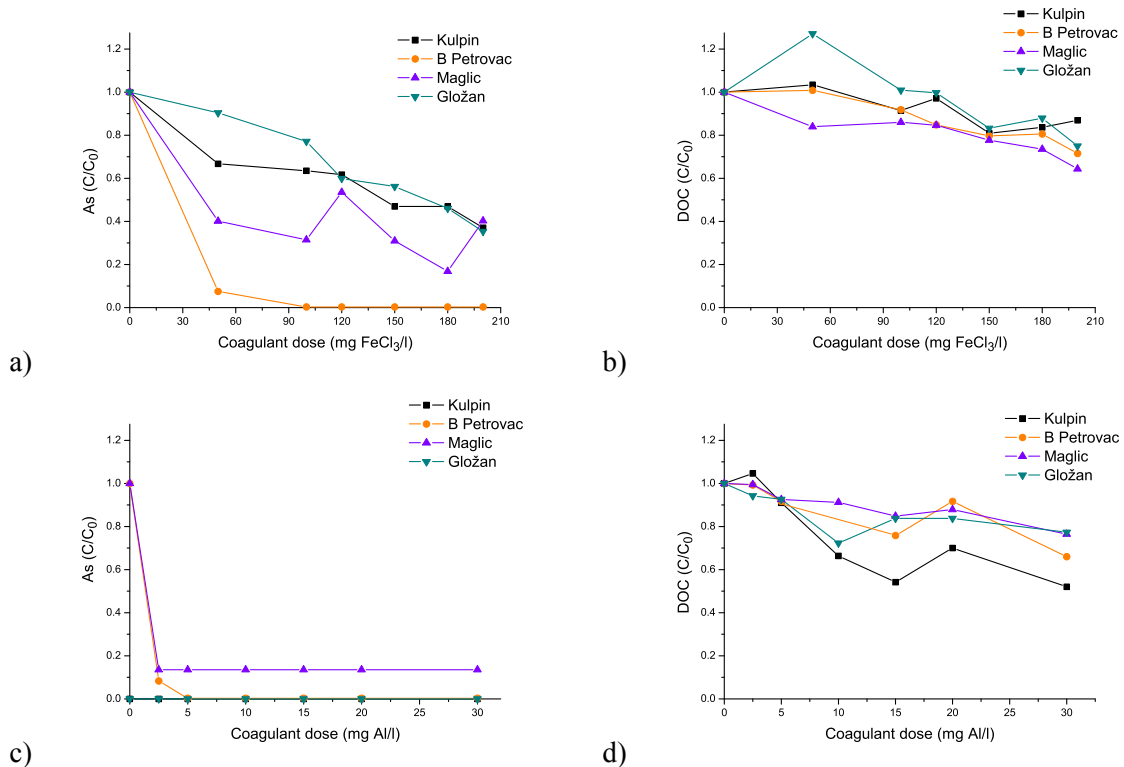 Kulpin
B Petrovac
Maglic
Gložan
1.2
1.0
0.8
0.6
0.4
0.2
0.0
As (C/C0)
0 30 60 90 120 150 180 210
Coagulant dose (mg FeCl3/l)
a)
Kulpin
B Petrovac
Maglic
Gložan
1.2
1.0
0.8
0.6
0.4
0.2
0.0
DOC (C/C0)
0 30 60 90 120 150 180 210
Coagulant dose (mg FeCl3/l)
b)
Kulpin
B Petrovac
Maglic
Gložan
1.2
1.0
0.8
0.6
0.4
0.2
0.0
As (C/C0)
0 5 10 15 20 25 30
Coagulant dose (mg Al/l)
c)
Kulpin
B Petrovac
Maglic
Gložan
1.2
1.0
0.8
0.6
0.4
0.2
0.0
DOC (C/C0)
0 5 10 15 20 25 30
Coagulant dose (mg Al/l)
d)